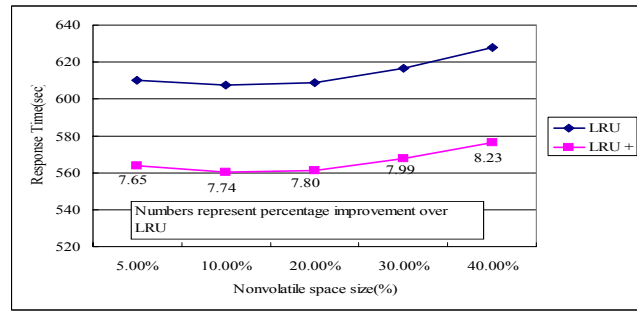 640
620
600
580
560
540
520
Response Time(sec)
LRU
LRU +
7.65
7.74
7.80
7.99
8.23
Numbers represent percentage improvement over
LRU
5.00%
10.00%
20.00%
30.00%
40.00%
Nonvolatile space size(%)